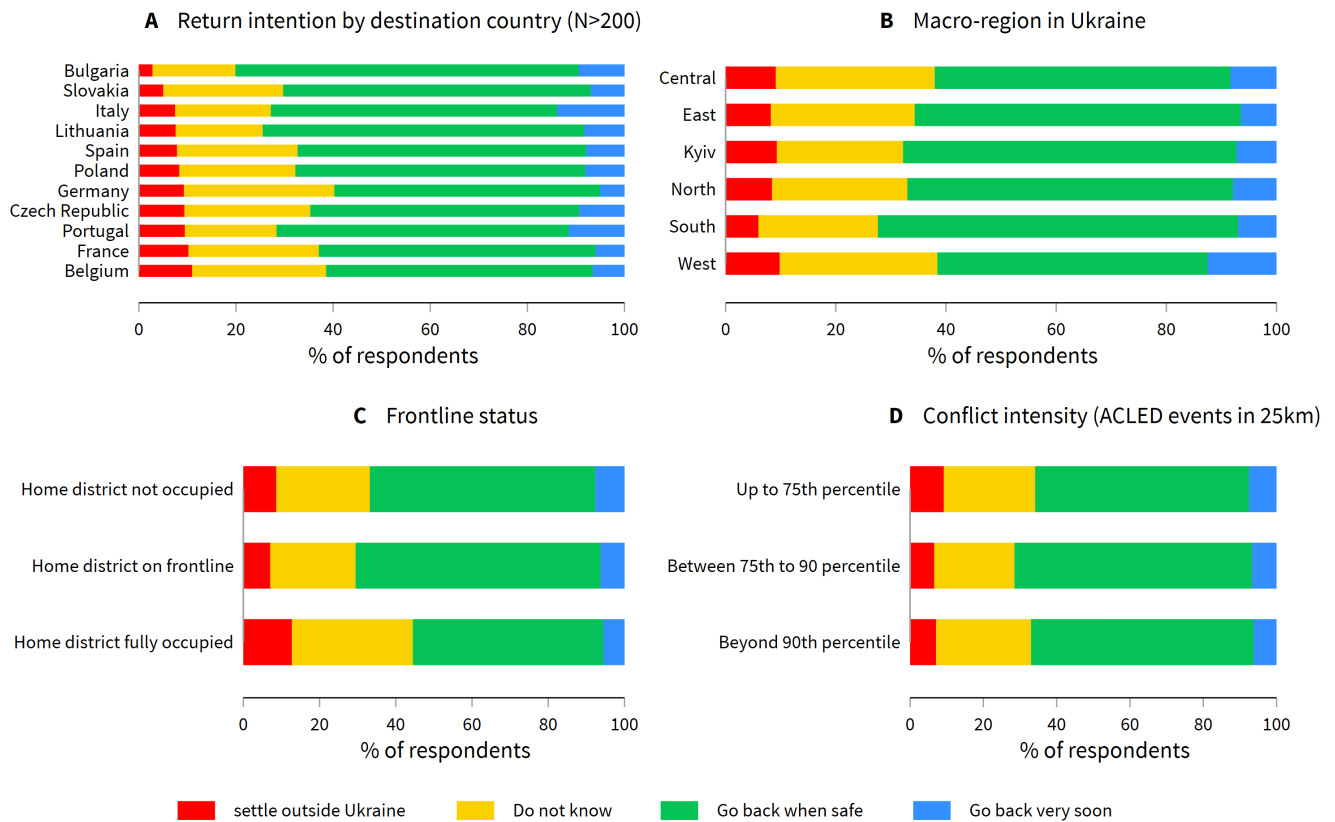 A Return intention by destination country (N>200)
Bulgaria
Slovakia
Italy
Lithuania
Spain
Poland
Germany
Czech Republic
Portugal
France
Belgium
0 20 40 60 80 100
% of respondents
B Macro-region in Ukraine
Central
East
Kyiv
North
South
West
0 20 40 60 80 100
% of respondents
C Frontline status
Home district not occupied
Home district on frontline
Home district fully occupied
0 20 40 60 80 100
% of respondents
D Conflict intensity (ACLED events in 25km)
Up to 75th percentile
Between 75th to 90 percentile
Beyond 90th percentile
0 20 40 60 80 100
% of respondents
settle outside Ukraine Do not know Go back when safe Go back very soon